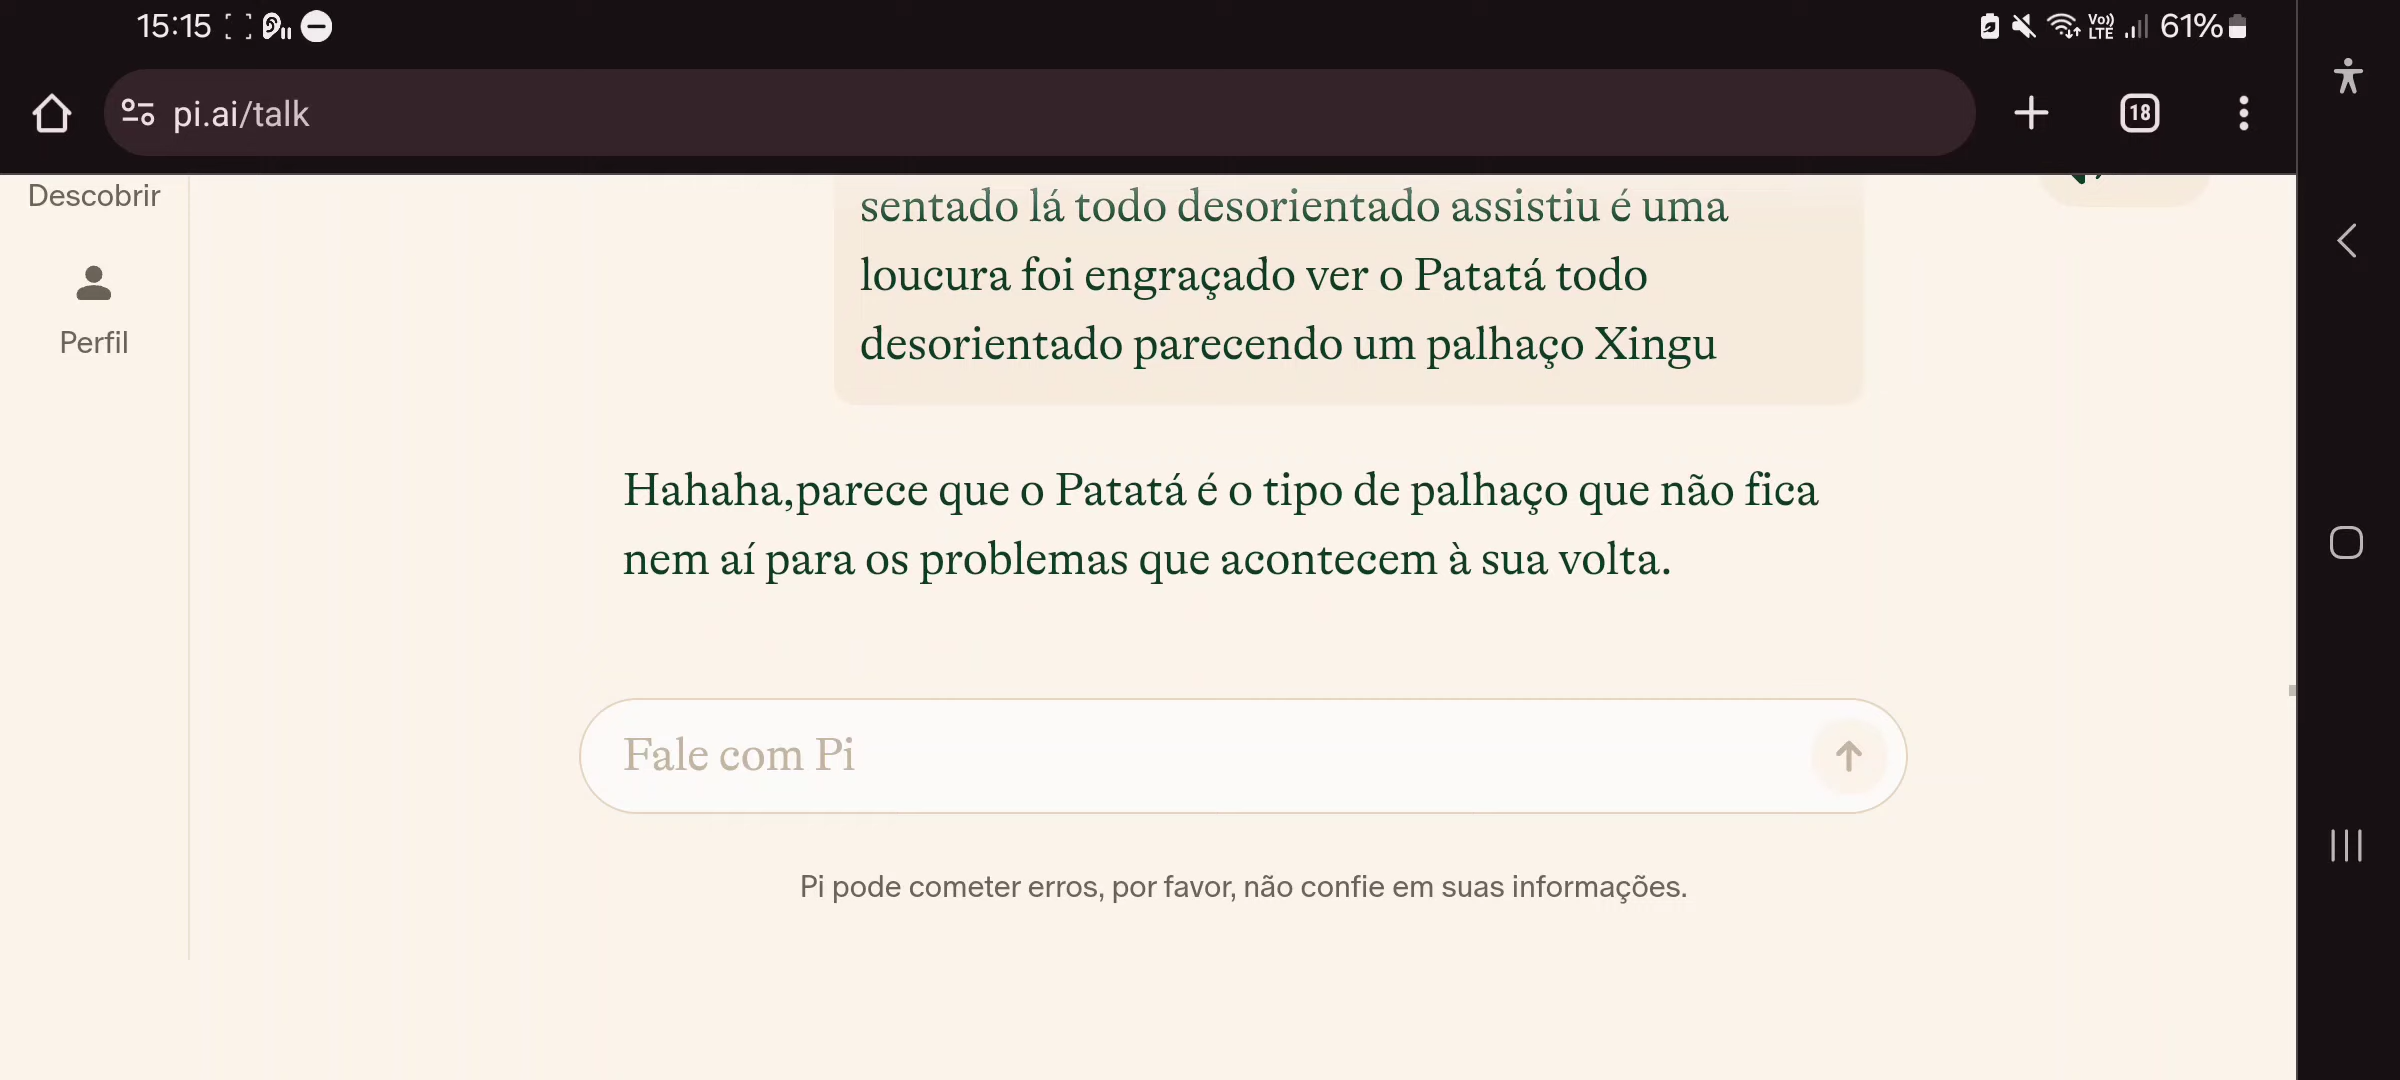 15:15
Vo)) LTE
61%
pi.ai/talk
18
Descobrir
Perfil
sentado lá todo desorientado assistiu é uma
loucura foi engraçado ver o Patatá todo
desorientado parecendo um palhaço Xingu
Hahaha,parece que o Patatá é o tipo de palhaço que não fica
nem aí para os problemas que acontecem à sua volta.
Fale com Pi
Pi pode cometer erros, por favor, não confie em suas informações.